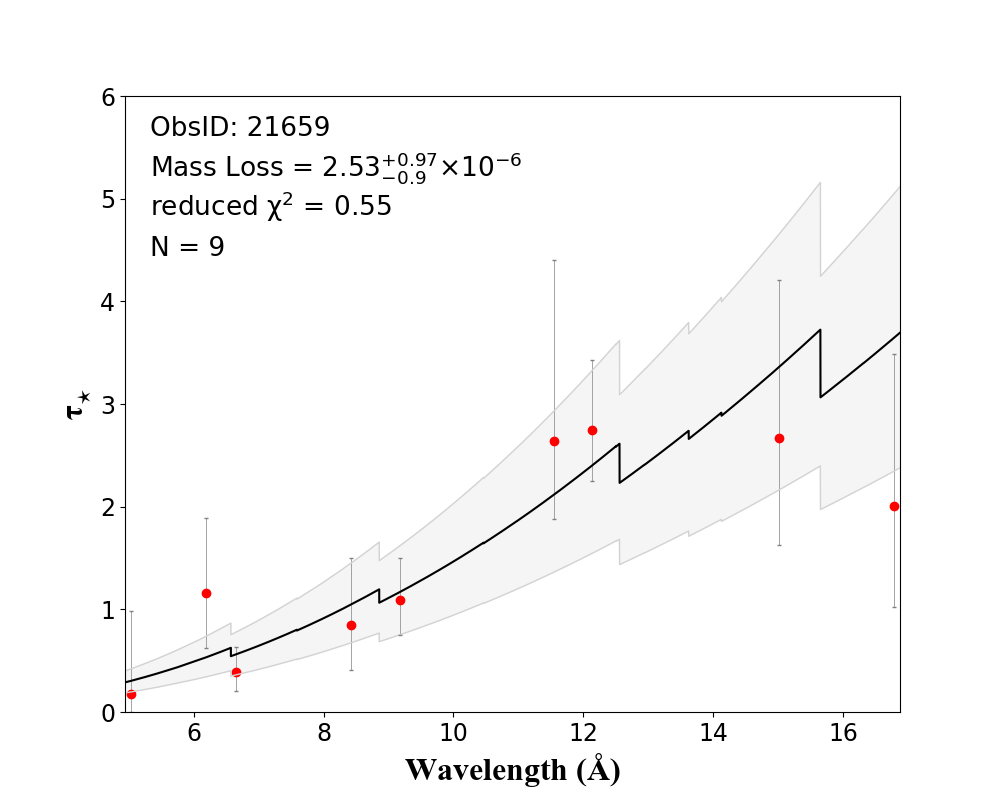 ObsID: 21659
Mass Loss = 2.53^{+0.97}_{-0.9}×10^{−6}
reduced χ² = 0.55
N = 9
6
5
4
3
2
1
0
τ⋆
6 8 10 12 14 16
Wavelength (Å)